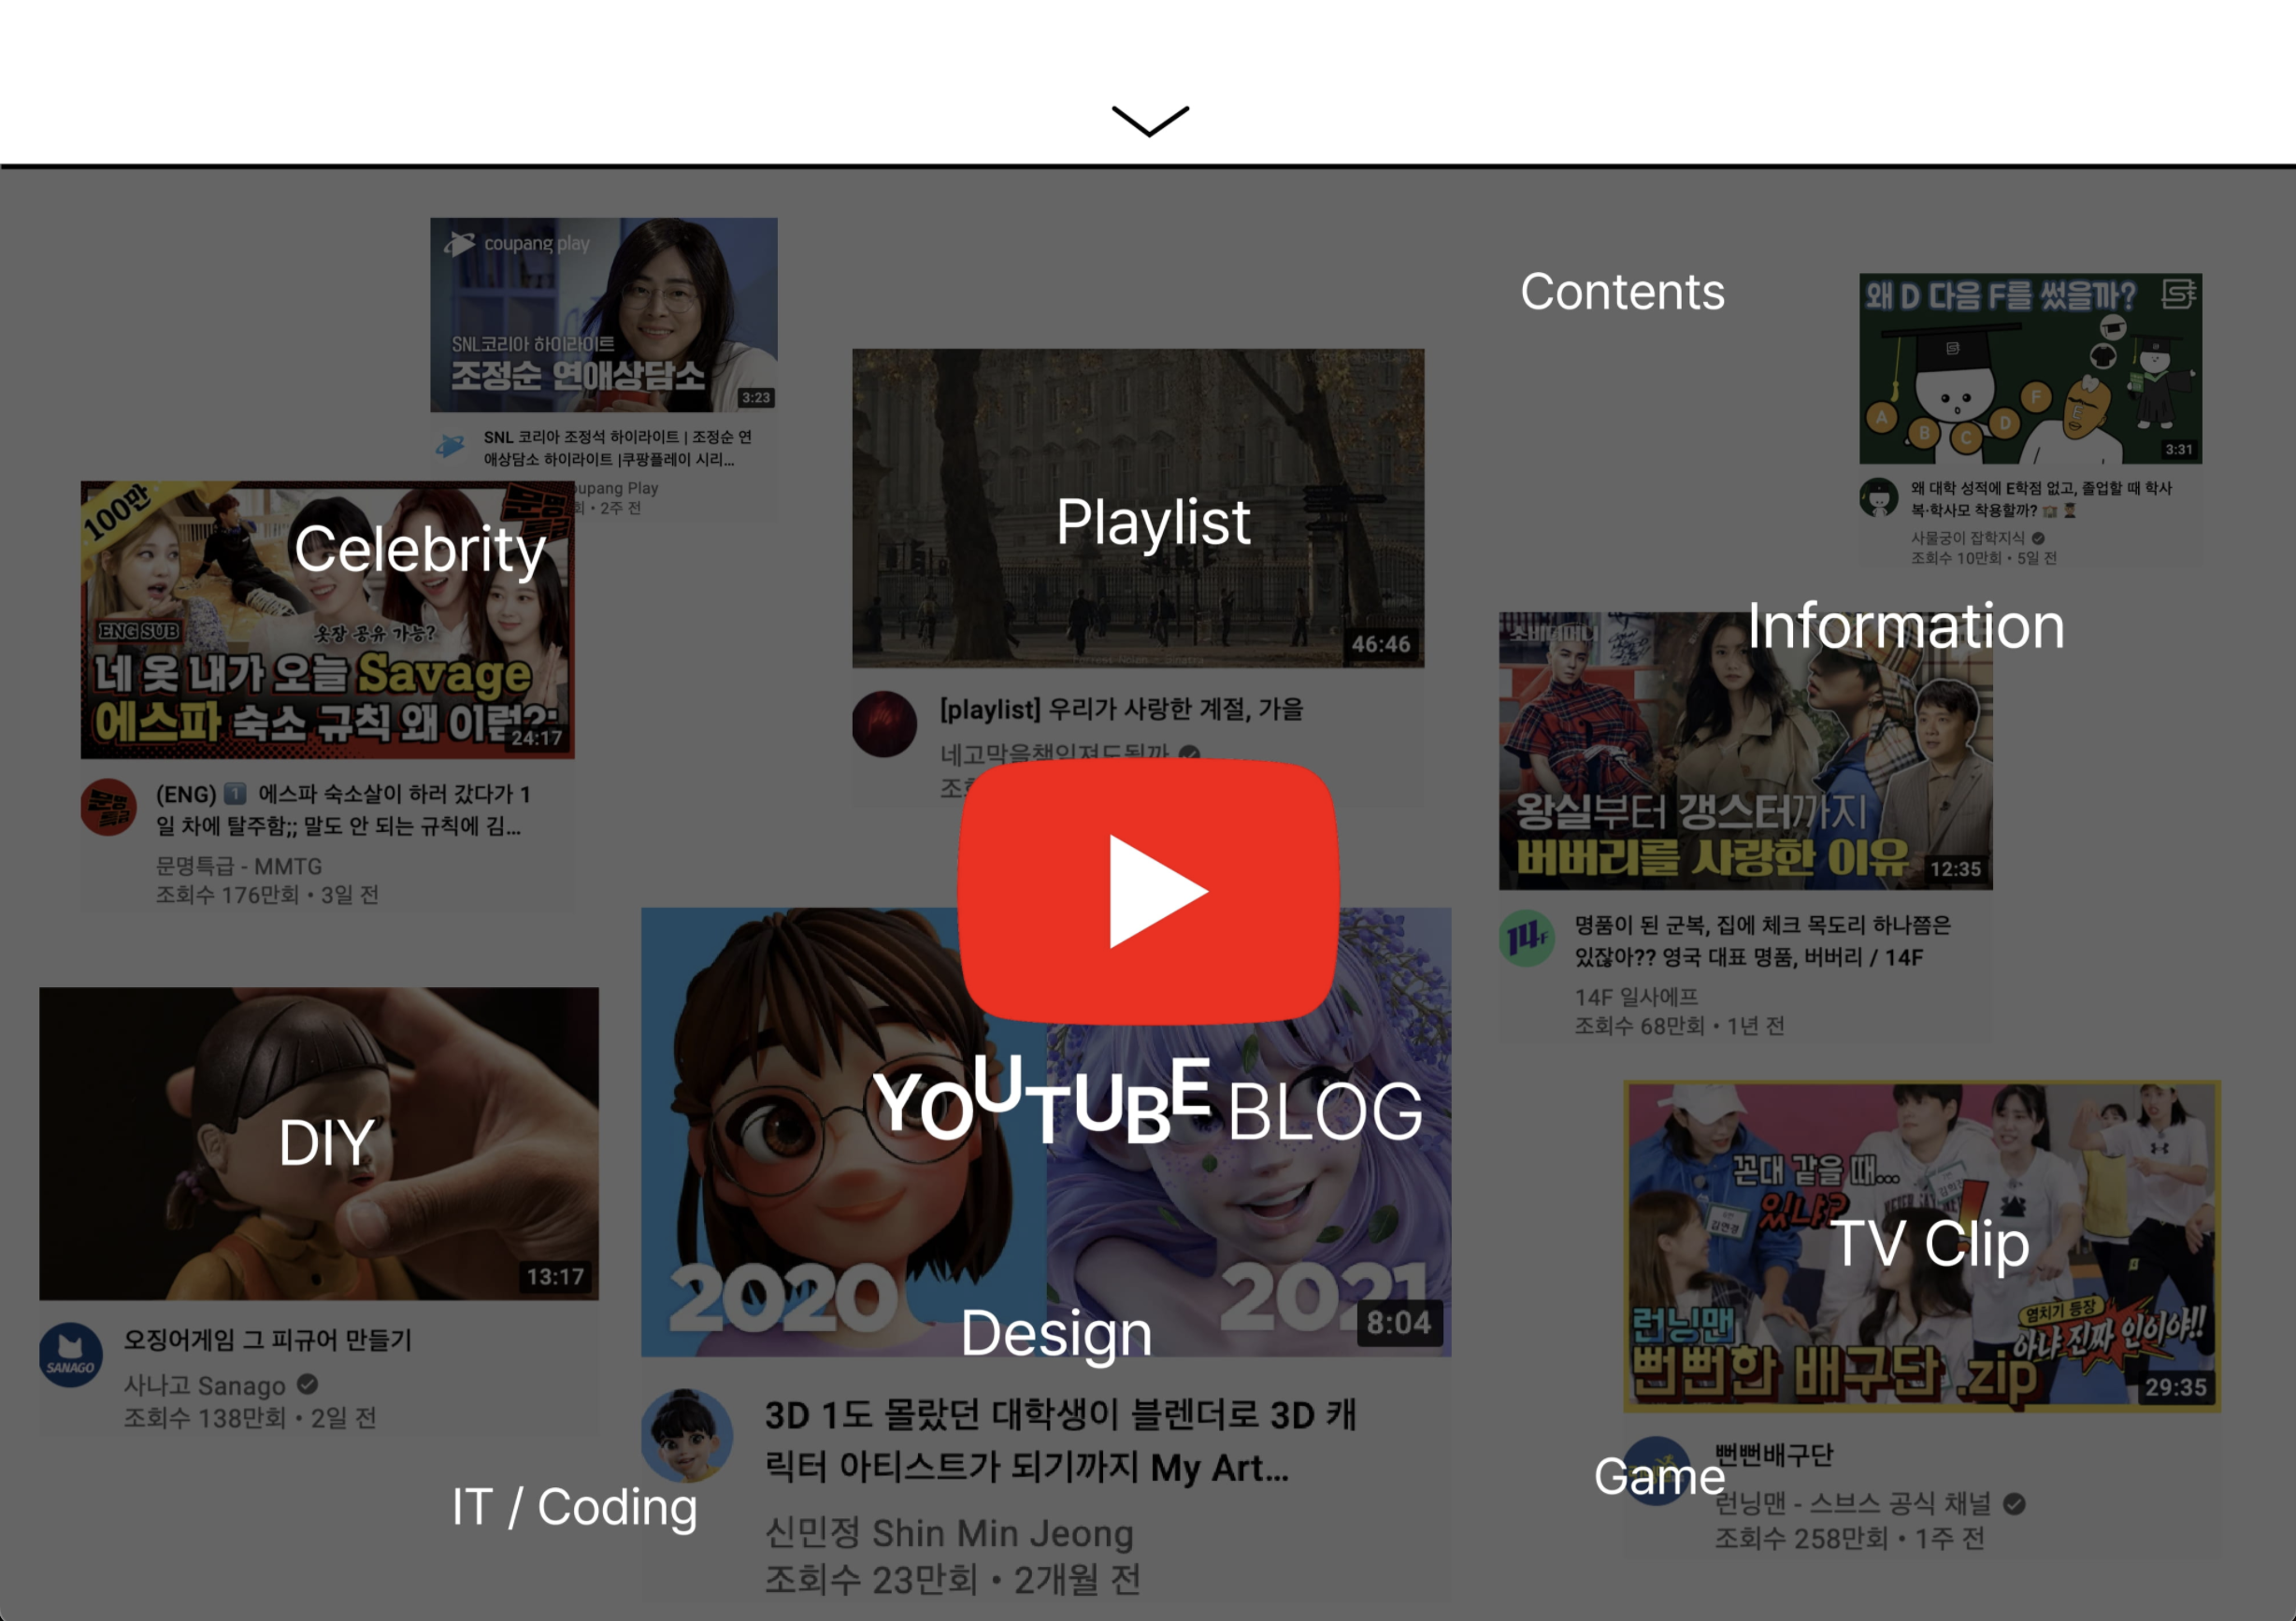 coupang play
SNL코리아 하이라이트
조정순 연애상담소
3:23
SNL 코리아 조정석 하이라이트 | 조정순 연
애상담소 하이라이트 |쿠팡플레이 시리...
oupang Play
회 • 2주 전
Contents
왜 D 다음 F를 썼을까?
A
B
C
D
F
E
3:31
왜 대학 성적에 E학점 없고, 졸업할 때 학사
복·학사모 착용할까?
사물궁이 잡학지식
조회수 10만회 • 5일 전
100만
문명
특급
Celebrity
ENG SUB
옷장 공유 가능?
네 옷 내가 오늘 Savage
에스파 숙소 규칙 왜 이럼?
24:17
(ENG) 1 에스파 숙소살이 하러 갔다가 1
일 차에 탈주함;; 말도 안 되는 규칙에 김...
문명특급 - MMTG
조회수 176만회 • 3일 전
Playlist
46:46
[playlist] 우리가 사랑한 계절, 가을
네고막을책임져도될까
조회
Information
소비더머니
왕실부터 갱스터까지
버버리를 사랑한 이유
12:35
14F
명품이 된 군복, 집에 체크 목도리 하나쯤은
있잖아?? 영국 대표 명품, 버버리 / 14F
14F 일사에프
조회수 68만회 • 1년 전
YOUTUBE BLOG
DIY
13:17
SANAGO
오징어게임 그 피규어 만들기
사나고 Sanago
조회수 138만회 • 2일 전
2020
2021
8:04
Design
3D 1도 몰랐던 대학생이 블렌더로 3D 캐
릭터 아티스트가 되기까지 My Art...
신민정 Shin Min Jeong
조회수 23만회 • 2개월 전
IT / Coding
꼰대 같을 때...
있냐?
김연경
TV Clip
염치기 등장
아냐 진짜 인이야!!
런닝맨
뻔뻔한 배구단 .zip
29:35
Game
뻔뻔배구단
런닝맨 - 스브스 공식 채널
조회수 258만회 • 1주 전